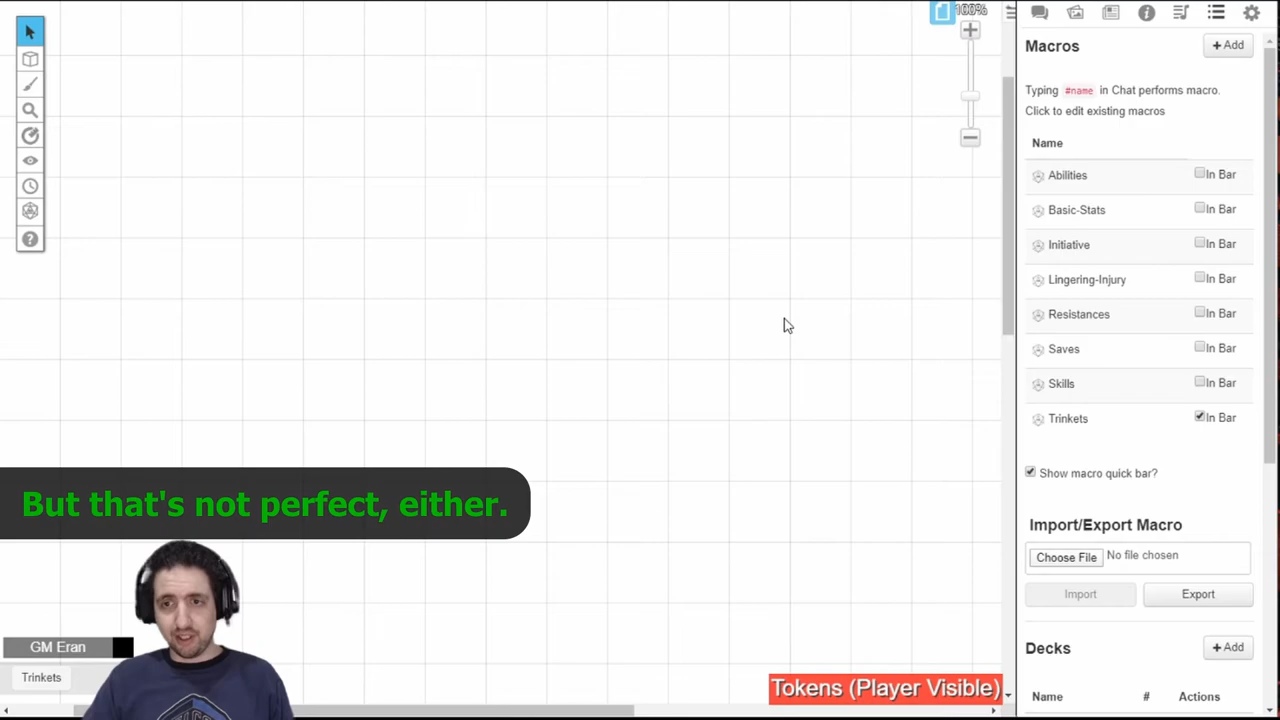 100%
Macros
+ Add
Typing #name in Chat performs macro.
Click to edit existing macros
Name
Abilities In Bar
Basic-Stats In Bar
Initiative In Bar
Lingering-Injury In Bar
Resistances In Bar
Saves In Bar
Skills In Bar
Trinkets In Bar
Show macro quick bar?
Import/Export Macro
Choose File No file chosen
Import Export
Decks
+ Add
Name # Actions
But that's not perfect, either.
GM Eran
Trinkets
Tokens (Player Visible)